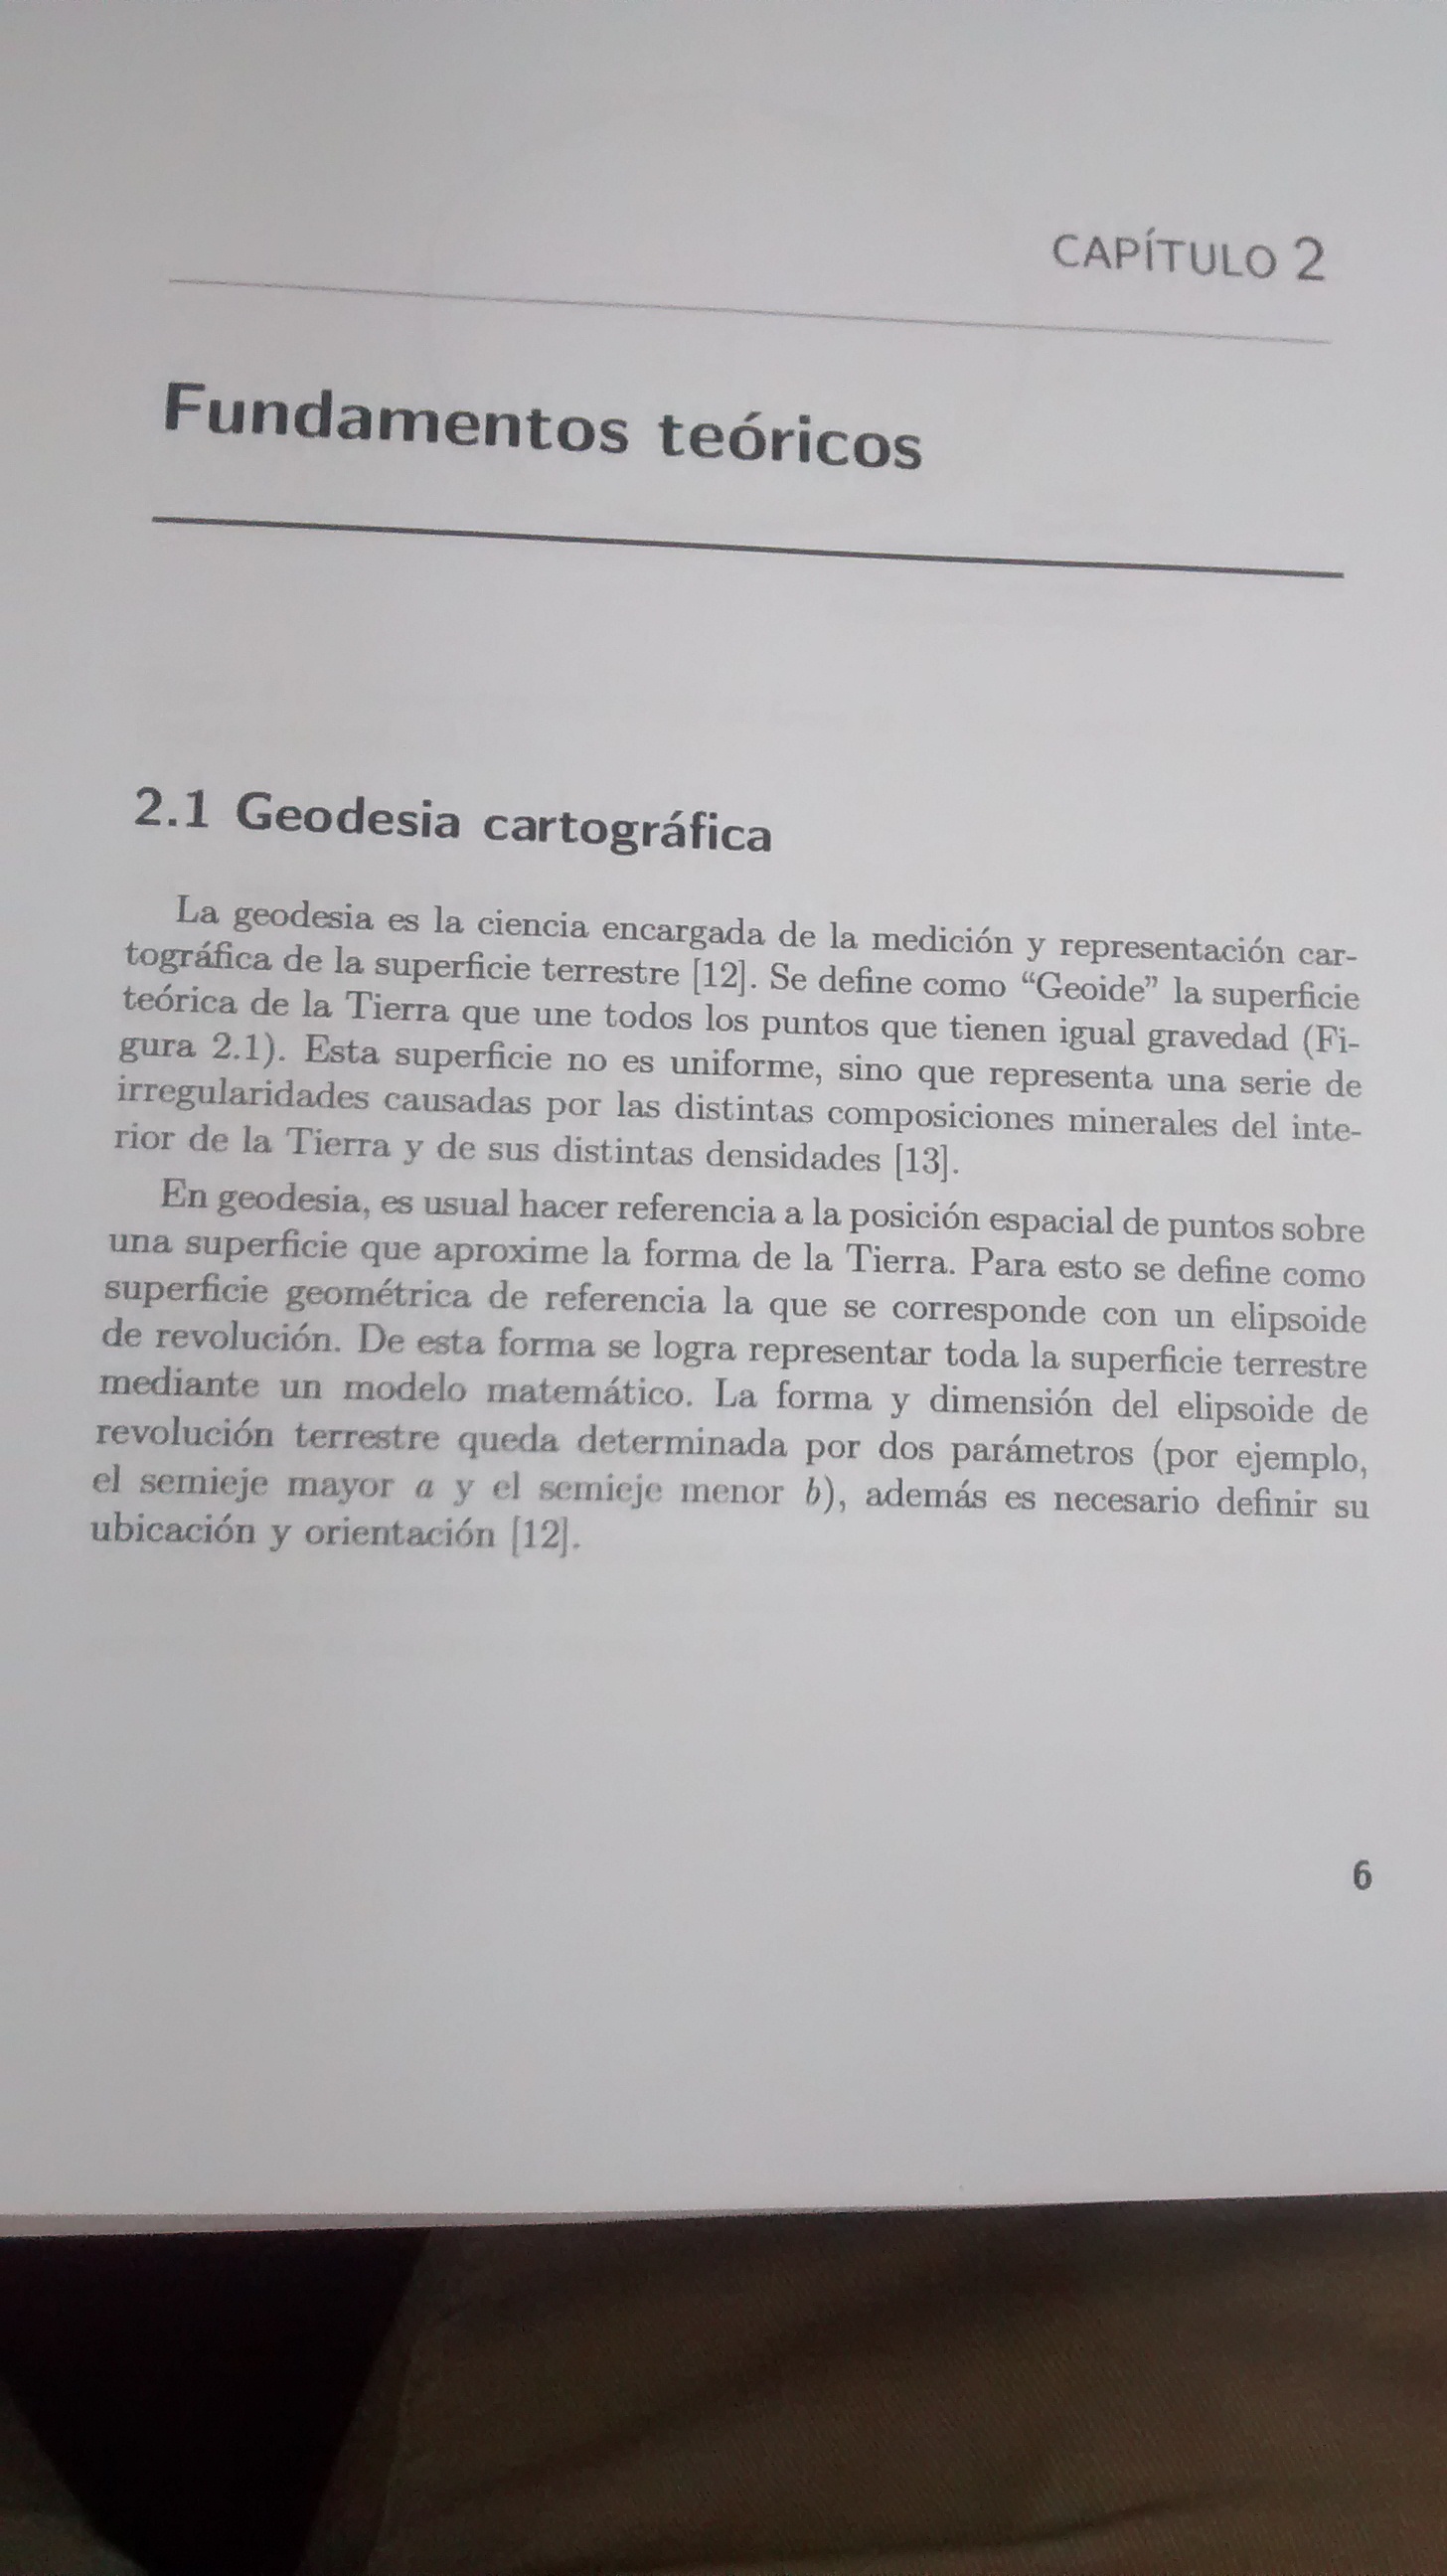 CAPÍTULO 2
Fundamentos teóricos
2.1 Geodesia cartográfica
La geodesia es la ciencia encargada de la medición y representación car-
tográfica de la superficie terrestre [12]. Se define como “Geoide” la superficie
teórica de la Tierra que une todos los puntos que tienen igual gravedad (Fi-
gura 2.1). Esta superficie no es uniforme, sino que representa una serie de
irregularidades causadas por las distintas composiciones minerales del inte-
rior de la Tierra y de sus distintas densidades [13].
En geodesia, es usual hacer referencia a la posición espacial de puntos sobre
una superficie que aproxime la forma de la Tierra. Para esto se define como
superficie geométrica de referencia la que se corresponde con un elipsoide
de revolución. De esta forma se logra representar toda la superficie terrestre
mediante un modelo matemático. La forma y dimensión del elipsoide de
revolución terrestre queda determinada por dos parámetros (por ejemplo,
el semieje mayor a y el semieje menor b), además es necesario definir su
ubicación y orientación [12].
6